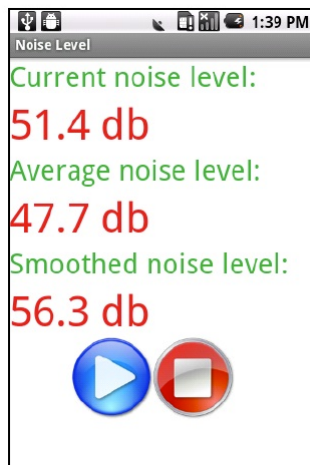 1:39 PM
Noise Level
Current noise level:
51.4 db
Average noise level:
47.7 db
Smoothed noise level:
56.3 db